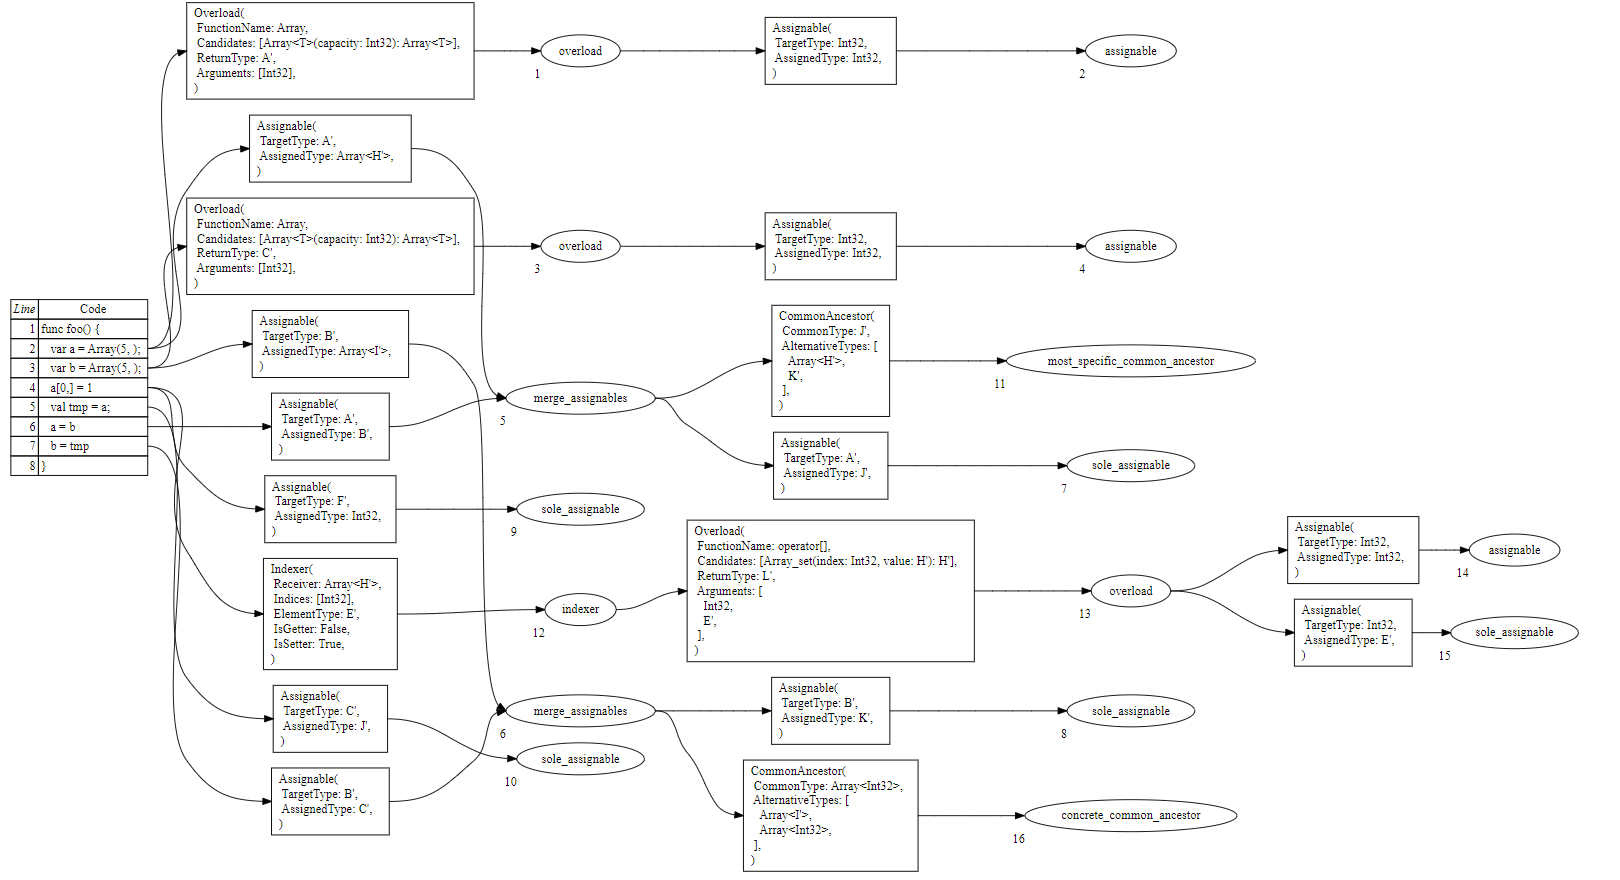 Line Code
1 func foo() {
2 var a = Array(5, );
3 var b = Array(5, );
4 a[0,] = 1
5 val tmp = a;
6 a = b
7 b = tmp
8 }
Overload(
FunctionName: Array,
Candidates: [Array<T>(capacity: Int32): Array<T>],
ReturnType: A',
Arguments: [Int32],
)
overload
1
Assignable(
TargetType: Int32,
AssignedType: Int32,
)
assignable
2
Assignable(
TargetType: A',
AssignedType: Array<H'>,
)
Overload(
FunctionName: Array,
Candidates: [Array<T>(capacity: Int32): Array<T>],
ReturnType: C',
Arguments: [Int32],
)
overload
3
Assignable(
TargetType: Int32,
AssignedType: Int32,
)
assignable
4
Assignable(
TargetType: B',
AssignedType: Array<I'>,
)
Assignable(
TargetType: A',
AssignedType: B',
)
merge_assignables
5
CommonAncestor(
CommonType: J',
AlternativeTypes: [
Array<H'>,
K',
],
)
most_specific_common_ancestor
11
Assignable(
TargetType: A',
AssignedType: J',
)
sole_assignable
7
Assignable(
TargetType: F',
AssignedType: Int32,
)
sole_assignable
9
Indexer(
Receiver: Array<H'>,
Indices: [Int32],
ElementType: E',
IsGetter: False,
IsSetter: True,
)
indexer
12
Overload(
FunctionName: operator[],
Candidates: [Array_set(index: Int32, value: H'): H'],
ReturnType: L',
Arguments: [
Int32,
E',
],
)
overload
13
Assignable(
TargetType: Int32,
AssignedType: Int32,
)
assignable
14
Assignable(
TargetType: Int32,
AssignedType: E',
)
sole_assignable
15
Assignable(
TargetType: C',
AssignedType: J',
)
sole_assignable
10
Assignable(
TargetType: B',
AssignedType: C',
)
merge_assignables
6
Assignable(
TargetType: B',
AssignedType: K',
)
sole_assignable
8
CommonAncestor(
CommonType: Array<Int32>,
AlternativeTypes: [
Array<I'>,
Array<Int32>,
],
)
concrete_common_ancestor
16